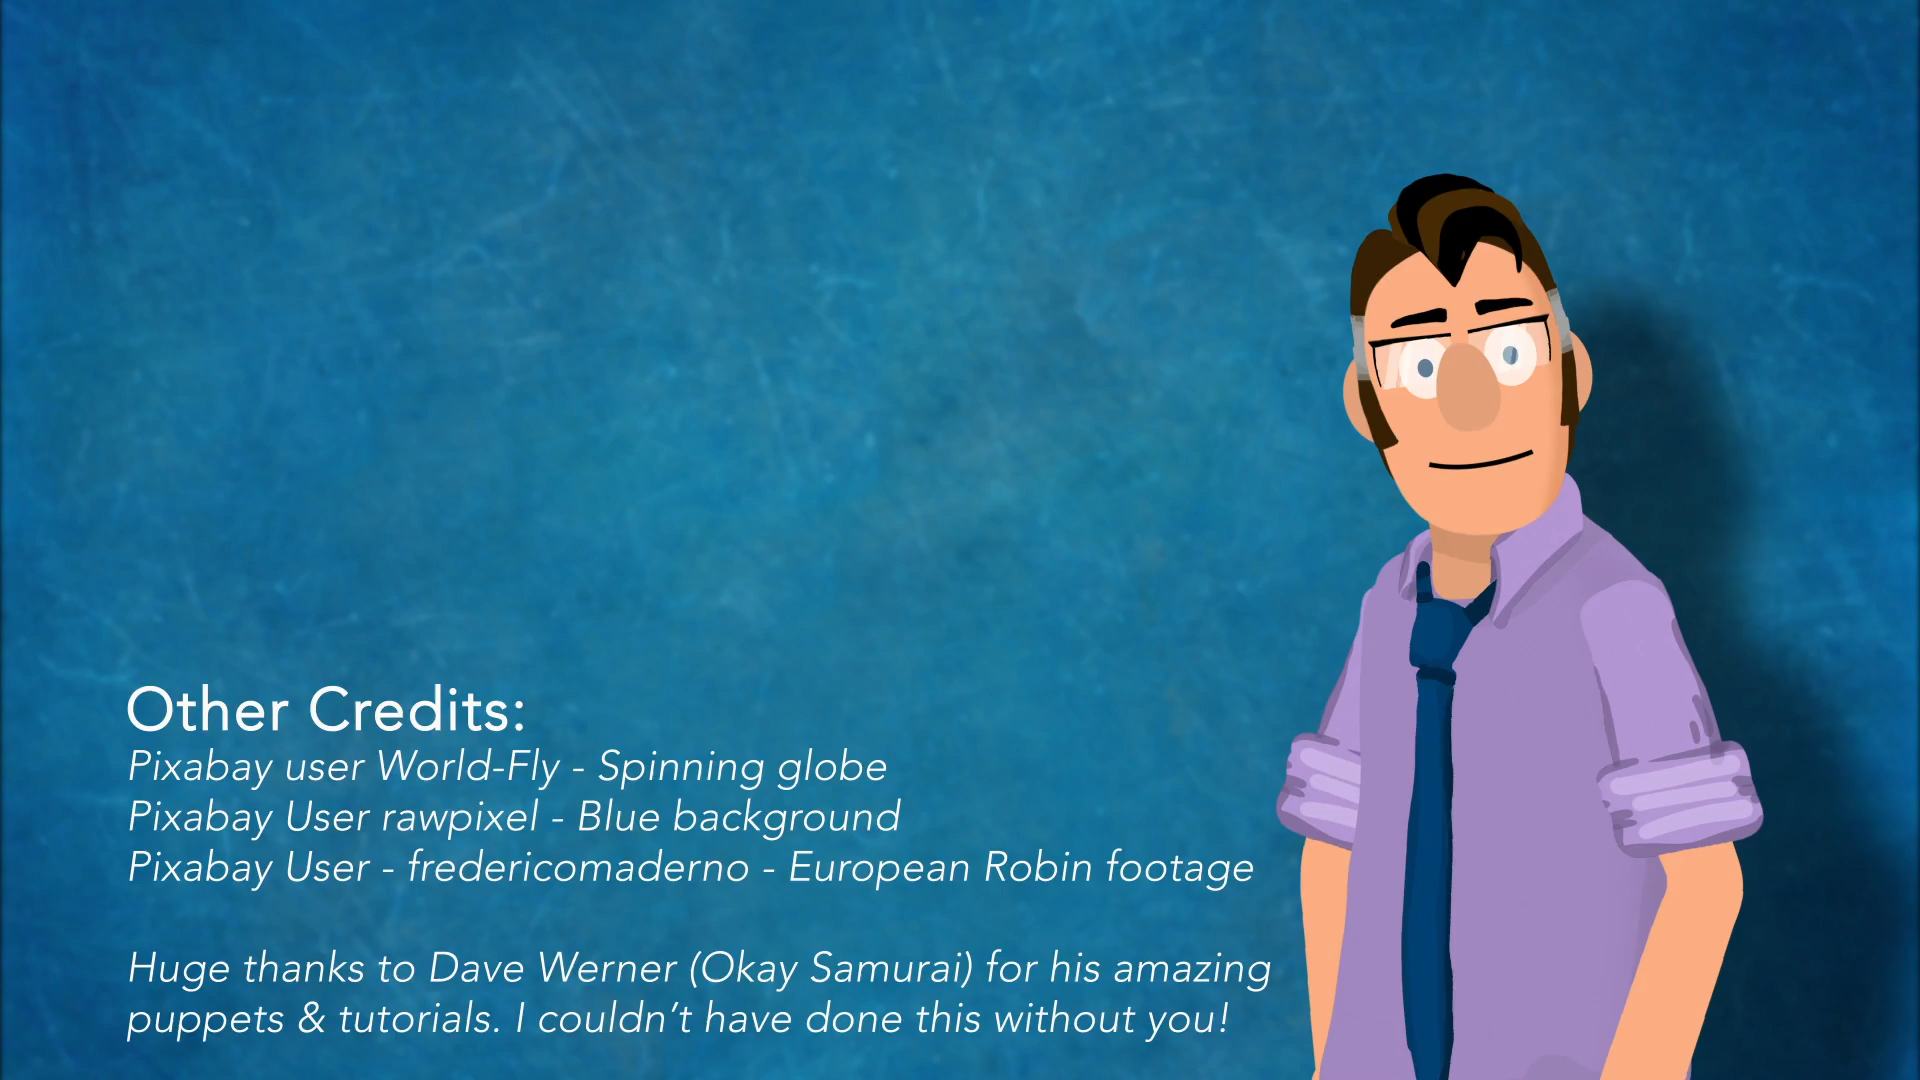 Other Credits:
Pixabay user World-Fly - Spinning globe
Pixabay User rawpixel - Blue background
Pixabay User - fredericomaderno - European Robin footage
Huge thanks to Dave Werner (Okay Samurai) for his amazing
puppets & tutorials. I couldn’t have done this without you!